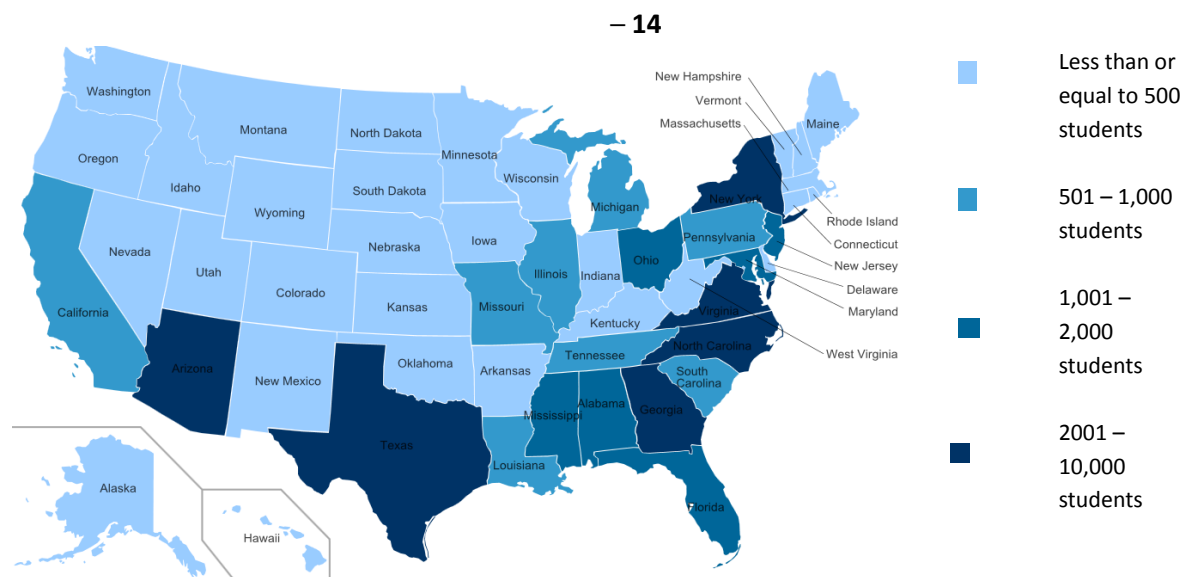 – 14
New Hampshire
Vermont
Massachusetts
Maine
Washington
Montana
North Dakota
Minnesota
Oregon
Idaho
Wisconsin
South Dakota
Michigan
New York
Wyoming
Rhode Island
Connecticut
New Jersey
Delaware
Maryland
West Virginia
Nevada
Utah
Colorado
Nebraska
Iowa
Illinois
Indiana
Ohio
Pennsylvania
California
Kansas
Missouri
Kentucky
Virginia
Arizona
New Mexico
Oklahoma
Arkansas
Tennessee
North Carolina
South
Carolina
Texas
Louisiana
Mississippi
Alabama
Georgia
Florida
Alaska
Hawaii
Less than or
equal to 500
students
501 – 1,000
students
1,001 –
2,000
students
2001 –
10,000
students